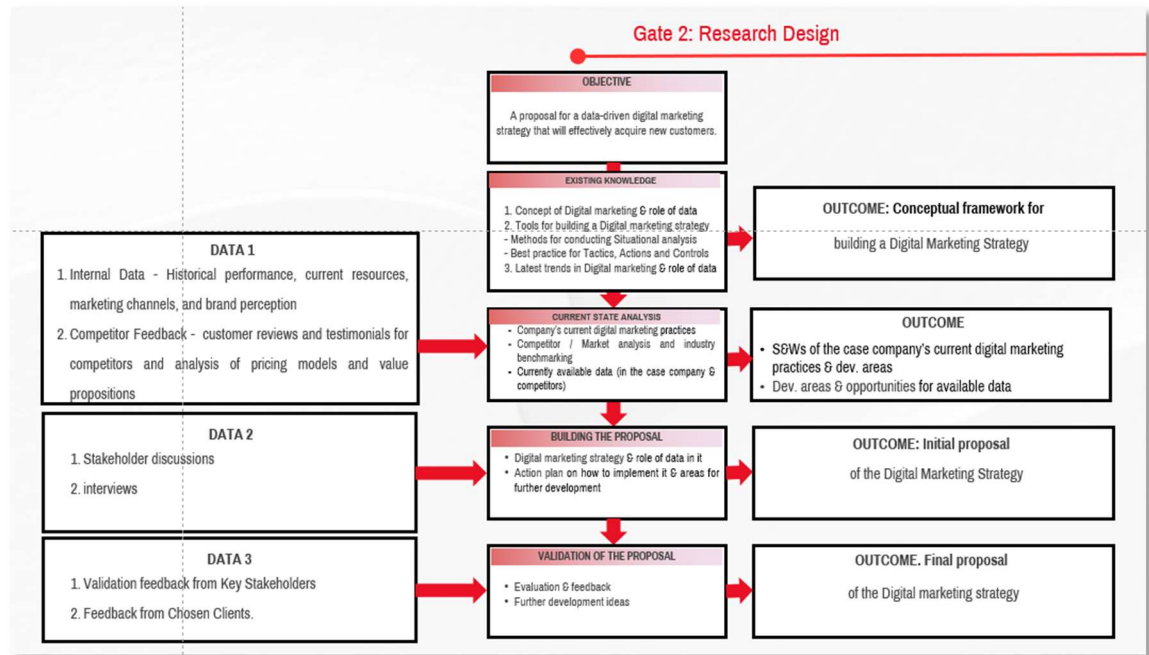 Gate 2: Research Design
OBJECTIVE
A proposal for a data-driven digital marketing
strategy that will effectively acquire new customers.
EXISTING KNOWLEDGE
1. Concept of Digital marketing & role of data
2. Tools for building a Digital marketing strategy
- Methods for conducting Situational analysis
- Best practice for Tactics, Actions and Controls
3. Latest trends in Digital marketing & role of data
OUTCOME: Conceptual framework for
building a Digital Marketing Strategy
DATA 1
1. Internal Data - Historical performance, current resources,
marketing channels, and brand perception
2. Competitor Feedback - customer reviews and testimonials for
competitors and analysis of pricing models and value
propositions
CURRENT STATE ANALYSIS
- Company's current digital marketing practices
- Competitor / Market analysis and industry
benchmarking
- Currently available data (in the case company &
competitors)
OUTCOME
• S&Ws of the case company's current digital marketing
practices & dev. areas
• Dev. areas & opportunities for available data
DATA 2
1. Stakeholder discussions
2. interviews
BUILDING THE PROPOSAL
• Digital marketing strategy & role of data in it
• Action plan on how to implement it & areas for
further development
OUTCOME: Initial proposal
of the Digital Marketing Strategy
DATA 3
1. Validation feedback from Key Stakeholders
2. Feedback from Chosen Clients.
VALIDATION OF THE PROPOSAL
• Evaluation & feedback
• Further development ideas
OUTCOME. Final proposal
of the Digital marketing strategy